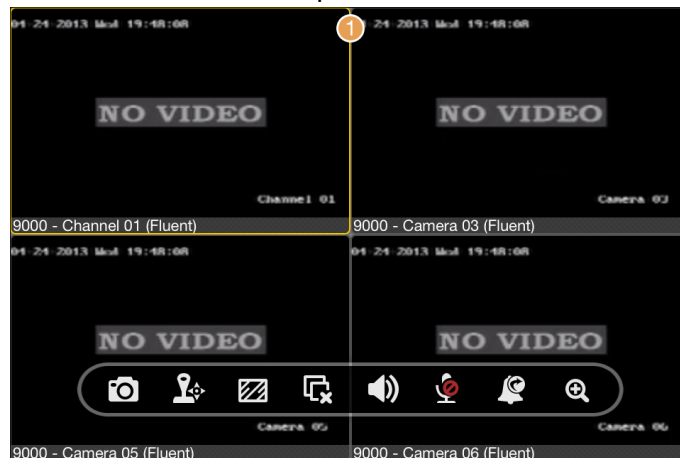 04-24-2013 Wed 19:48:08
1
04-24-2013 Wed 19:48:08
NO VIDEO
NO VIDEO
Channel 01
Camera 03
9000 - Channel 01 (Fluent)
9000 - Camera 03 (Fluent)
04-24-2013 Wed 19:48:08
04-24-2013 Wed 19:48:08
NO VIDEO
NO VIDEO
Camera 05
Camera 06
9000 - Camera 05 (Fluent)
9000 - Camera 06 (Fluent)